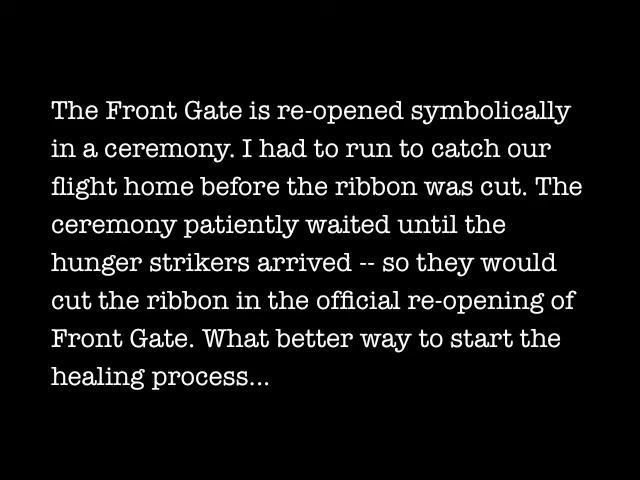 The Front Gate is re-opened symbolically
in a ceremony. I had to run to catch our
flight home before the ribbon was cut. The
ceremony patiently waited until the
hunger strikers arrived -- so they would
cut the ribbon in the official re-opening of
Front Gate. What better way to start the
healing process...